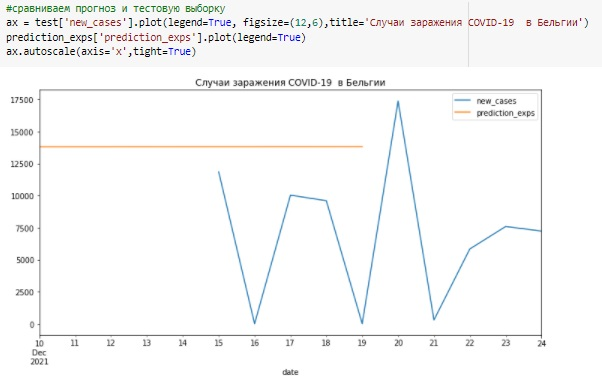 #сравниваем прогноз и тестовую выборку
ax = test['new_cases'].plot(legend=True, figsize=(12,6),title='Случаи заражения COVID-19  в Бельгии')
prediction_exps['prediction_exps'].plot(legend=True)
ax.autoscale(axis='x',tight=True)
Случаи заражения COVID-19  в Бельгии
new_cases
prediction_exps
17500
15000
12500
10000
7500
5000
2500
0
10 11 12 13 14 15 16 17 18 19 20 21 22 23 24
Dec
2021
date